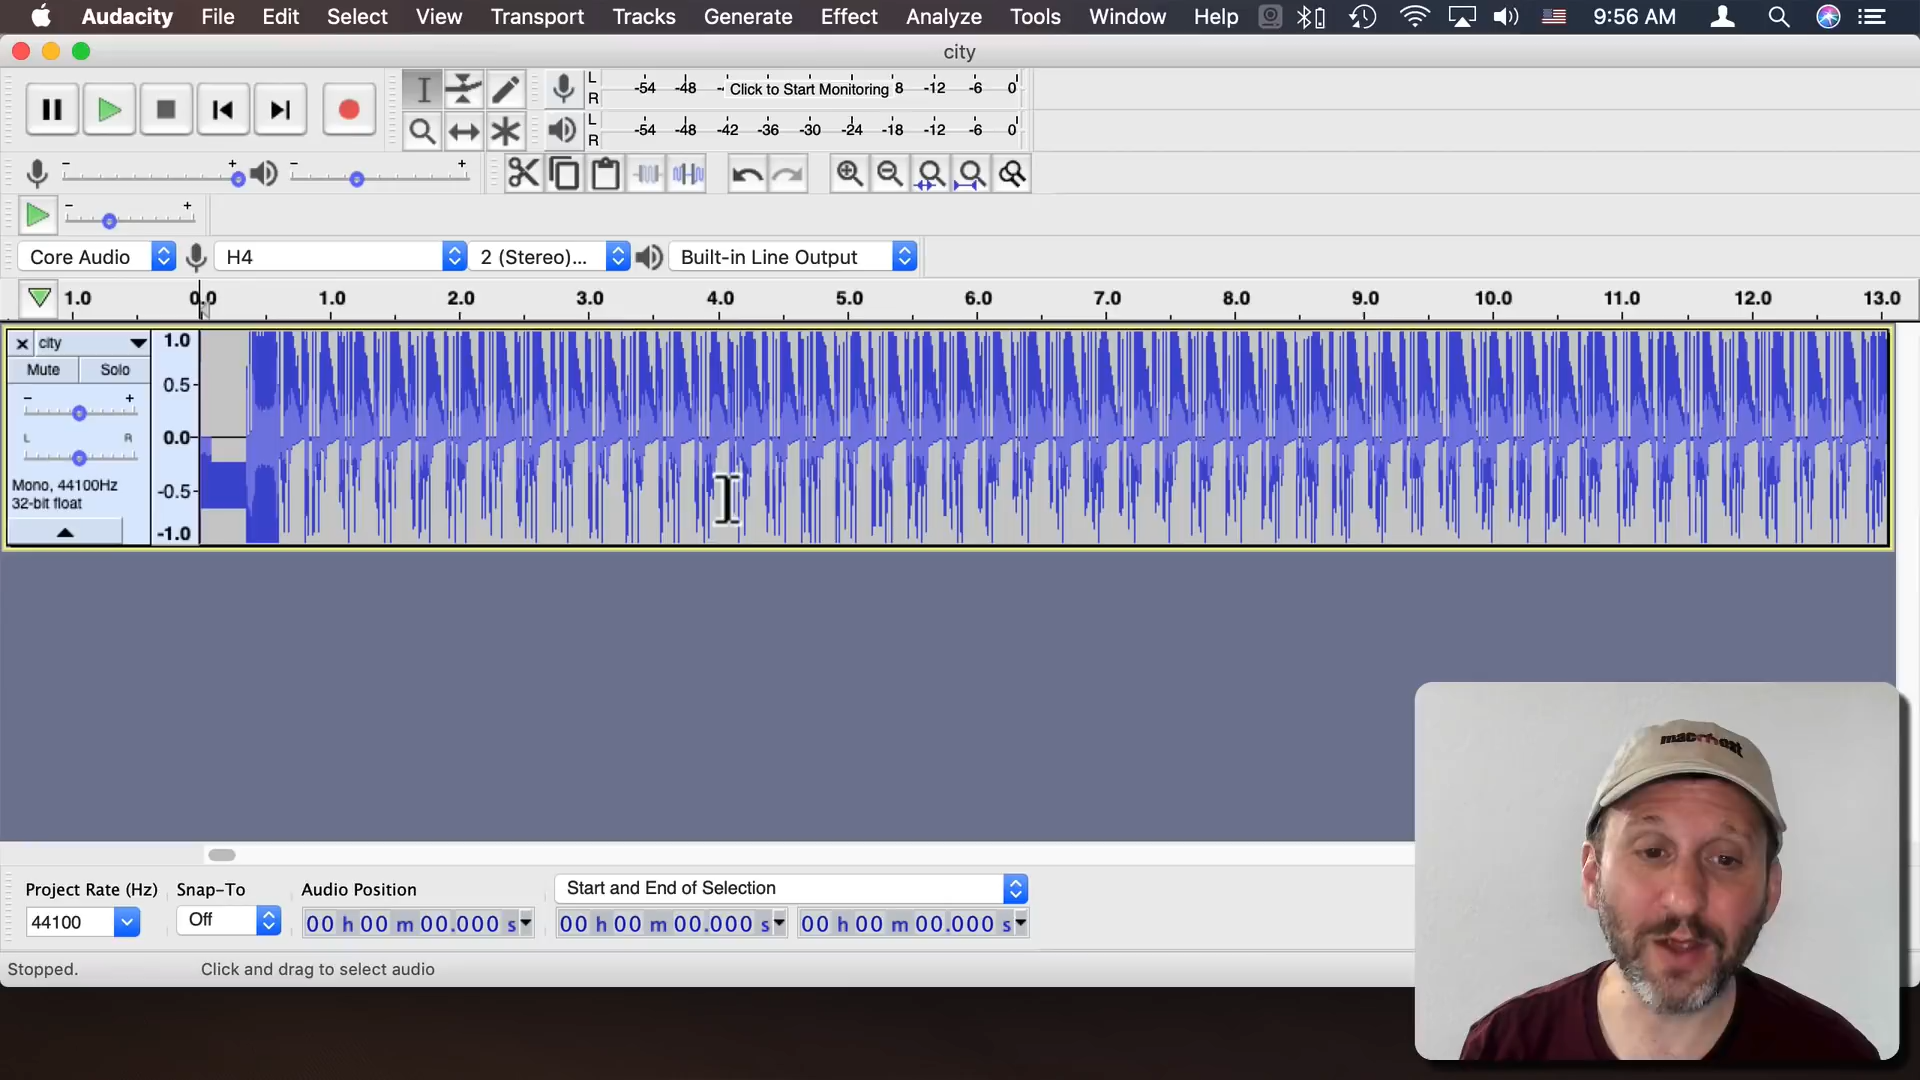 Audacity File Edit Select View Transport Tracks Generate Effect Analyze Tools Window Help 9:56 AM
city
L -54 -48 - Click to Start Monitoring 8 -12 -6 0
R
L -54 -48 -42 -36 -30 -24 -18 -12 -6 0
R
- + - +
- +
Core Audio H4 2 (Stereo)... Built-in Line Output
1.0 0.0 1.0 2.0 3.0 4.0 5.0 6.0 7.0 8.0 9.0 10.0 11.0 12.0 13.0
city 1.0
Mute Solo
0.5
- +
L R 0.0
Mono, 44100Hz -0.5
32-bit float
-1.0
Project Rate (Hz) Snap-To Audio Position Start and End of Selection
44100 Off 00 h 00 m 00.000 s 00 h 00 m 00.000 s 00 h 00 m 00.000 s
Stopped. Click and drag to select audio